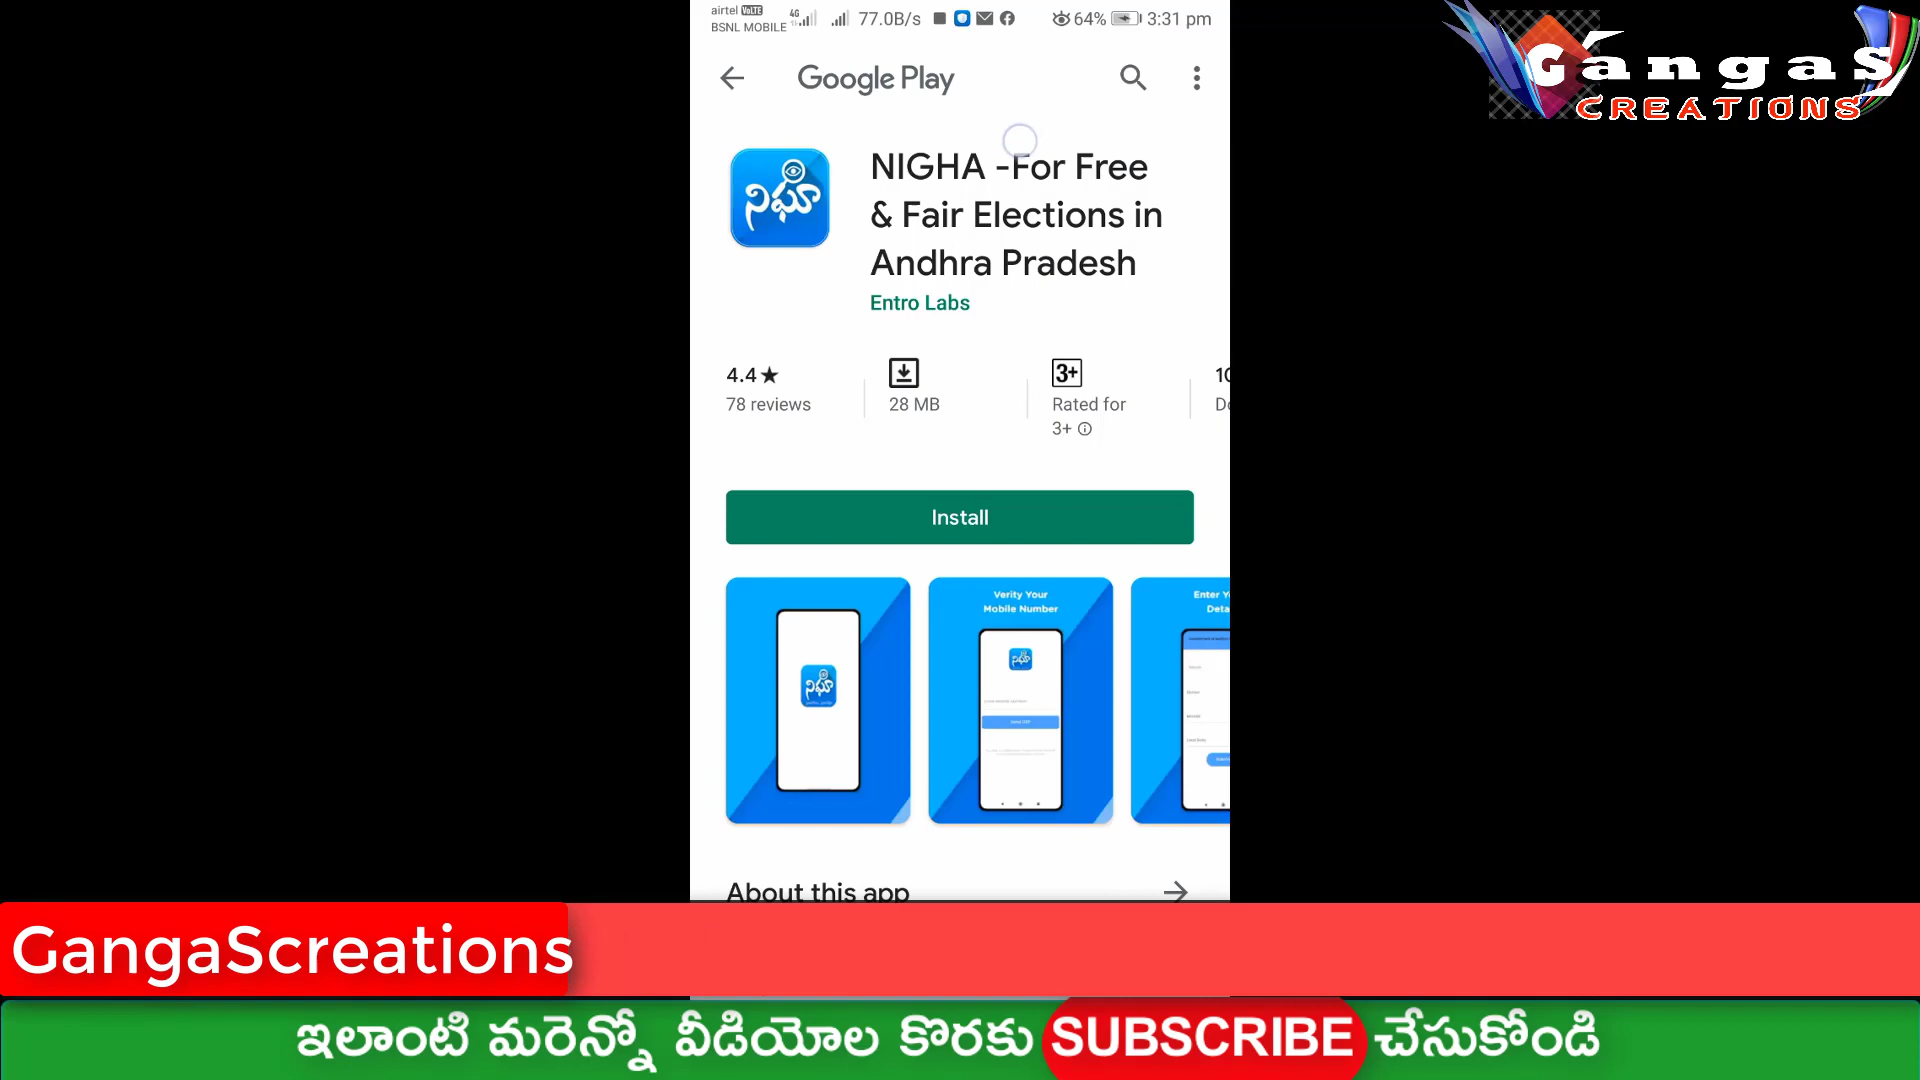 airtel VoLTE
BSNL MOBILE
4G
77.0B/s
64%
3:31 pm
GangaS
CREATIONS
Google Play
నిఘా
NIGHA -For Free
& Fair Elections in
Andhra Pradesh
Entro Labs
4.4★
78 reviews
28 MB
3+
Rated for
3+
Install
Verity Your
Mobile Number
నిఘా
నిఘా
About this app
GangaScreations
ఇలాంటి మరెన్నో వీడియోల కొరకు SUBSCRIBE చేసుకోండి